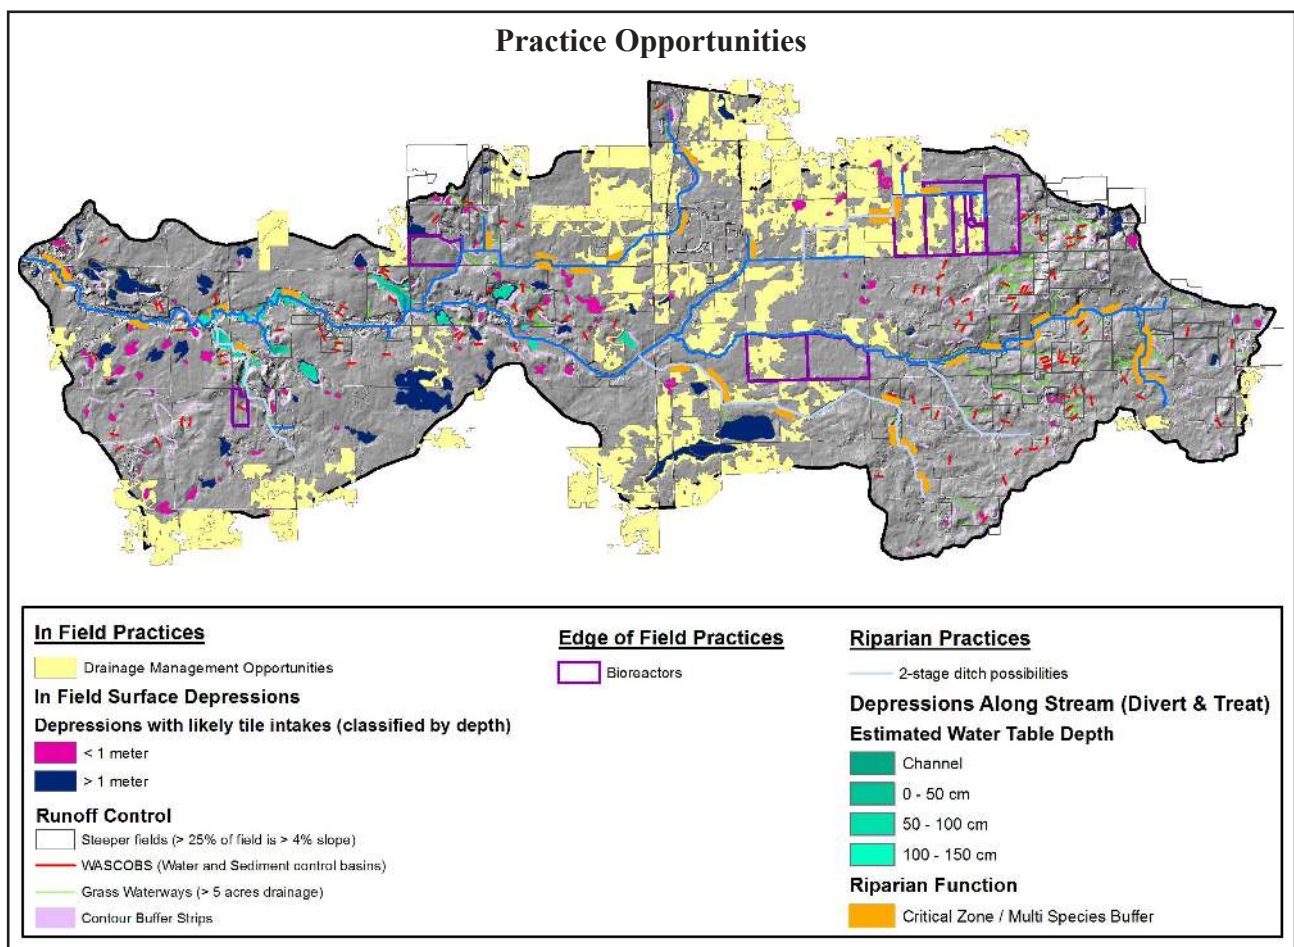 Practice Opportunities
In Field Practices
Drainage Management Opportunities
In Field Surface Depressions
Depressions with likely tile intakes (classified by depth)
< 1 meter
> 1 meter
Runoff Control
Steeper fields (> 25% of field is > 4% slope)
WASCOBS (Water and Sediment control basins)
Grass Waterways (> 5 acres drainage)
Contour Buffer Strips
Edge of Field Practices
Bioreactors
Riparian Practices
2-stage ditch possibilities
Depressions Along Stream (Divert & Treat)
Estimated Water Table Depth
Channel
0 - 50 cm
50 - 100 cm
100 - 150 cm
Riparian Function
Critical Zone / Multi Species Buffer